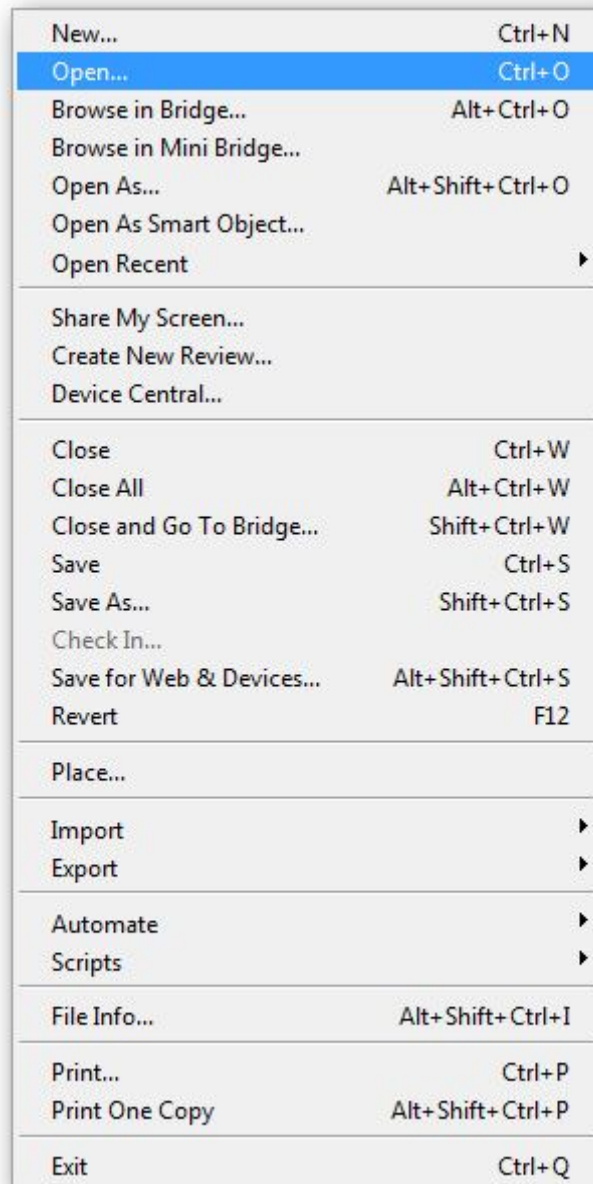 New... Ctrl+N
Open... Ctrl+O
Browse in Bridge... Alt+Ctrl+O
Browse in Mini Bridge...
Open As... Alt+Shift+Ctrl+O
Open As Smart Object...
Open Recent
Share My Screen...
Create New Review...
Device Central...
Close Ctrl+W
Close All Alt+Ctrl+W
Close and Go To Bridge... Shift+Ctrl+W
Save Ctrl+S
Save As... Shift+Ctrl+S
Check In...
Save for Web & Devices... Alt+Shift+Ctrl+S
Revert F12
Place...
Import
Export
Automate
Scripts
File Info... Alt+Shift+Ctrl+I
Print... Ctrl+P
Print One Copy Alt+Shift+Ctrl+P
Exit Ctrl+Q